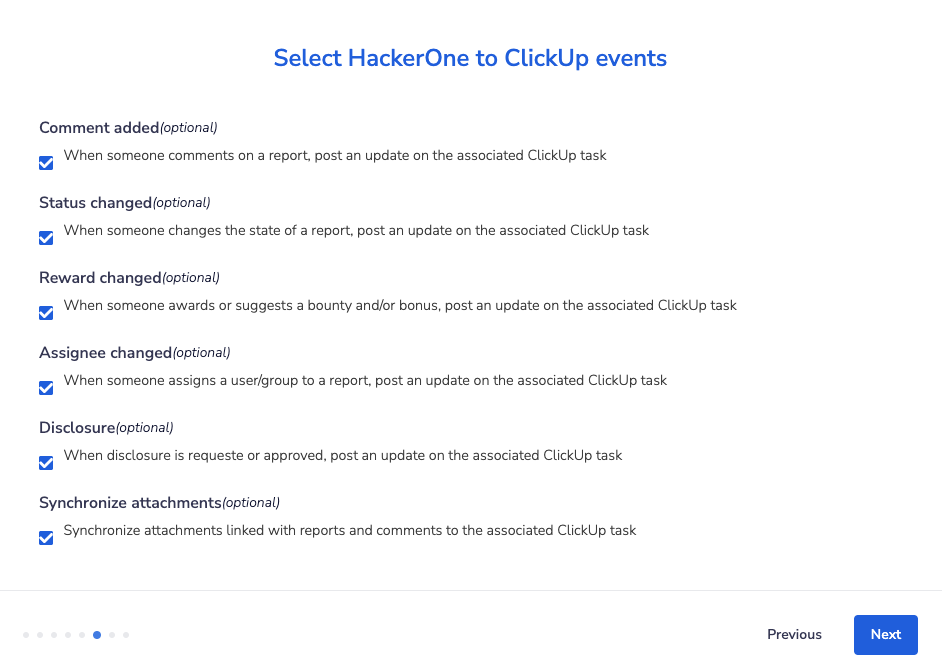 Select HackerOne to ClickUp events
Comment added(optional)
When someone comments on a report, post an update on the associated ClickUp task
Status changed(optional)
When someone changes the state of a report, post an update on the associated ClickUp task
Reward changed(optional)
When someone awards or suggests a bounty and/or bonus, post an update on the associated ClickUp task
Assignee changed(optional)
When someone assigns a user/group to a report, post an update on the associated ClickUp task
Disclosure(optional)
When disclosure is requeste or approved, post an update on the associated ClickUp task
Synchronize attachments(optional)
Synchronize attachments linked with reports and comments to the associated ClickUp task
Previous Next